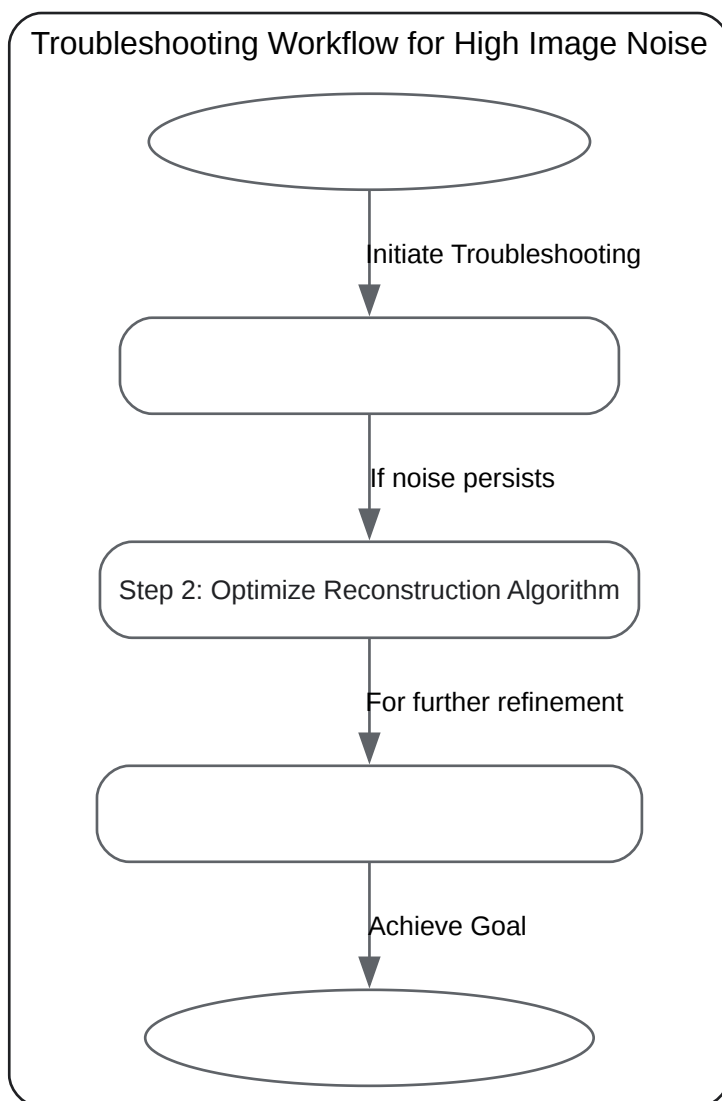 Troubleshooting Workflow for High Image Noise
Initiate Troubleshooting
If noise persists
Step 2: Optimize Reconstruction Algorithm
For further refinement
Achieve Goal